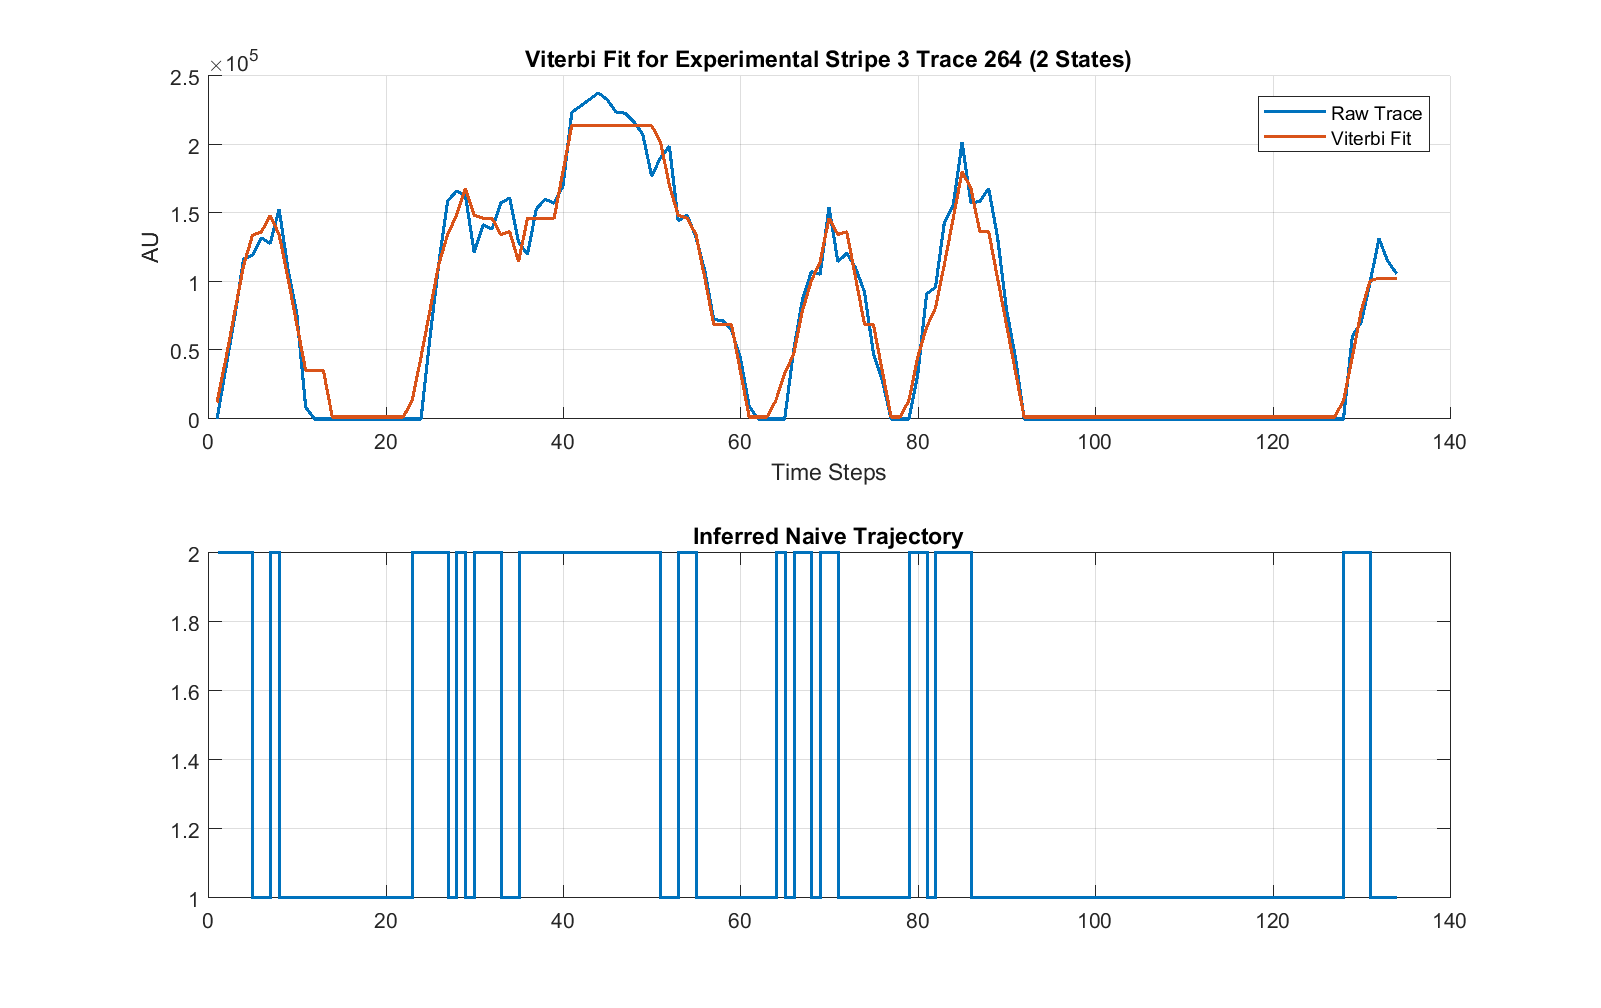 Viterbi Fit for Experimental Stripe 3 Trace 264 (2 States)
×10^5
2.5
2
1.5
1
0.5
0
AU
Raw Trace
Viterbi Fit
0 20 40 60 80 100 120 140
Time Steps
Inferred Naive Trajectory
2
1.8
1.6
1.4
1.2
1
0 20 40 60 80 100 120 140